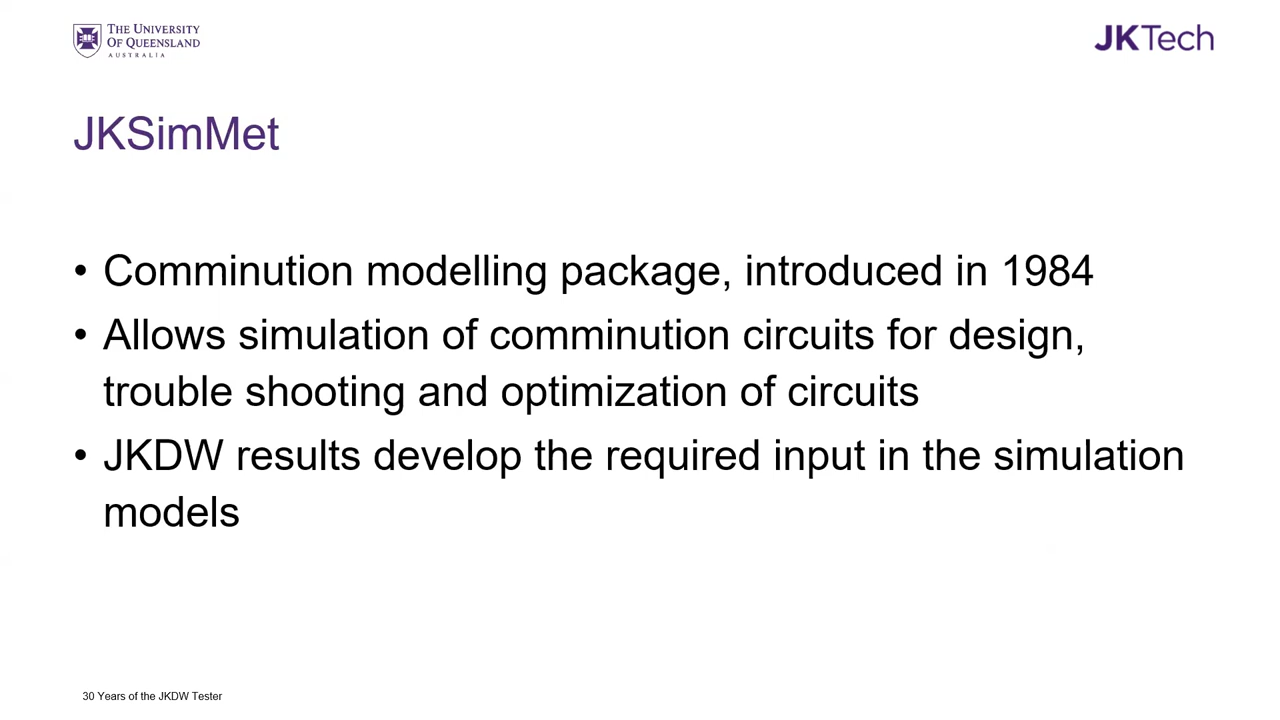 THE UNIVERSITY
OF QUEENSLAND
AUSTRALIA
JKTech
JKSimMet
• Comminution modelling package, introduced in 1984
• Allows simulation of comminution circuits for design,
trouble shooting and optimization of circuits
• JKDW results develop the required input in the simulation
models
30 Years of the JKDW Tester